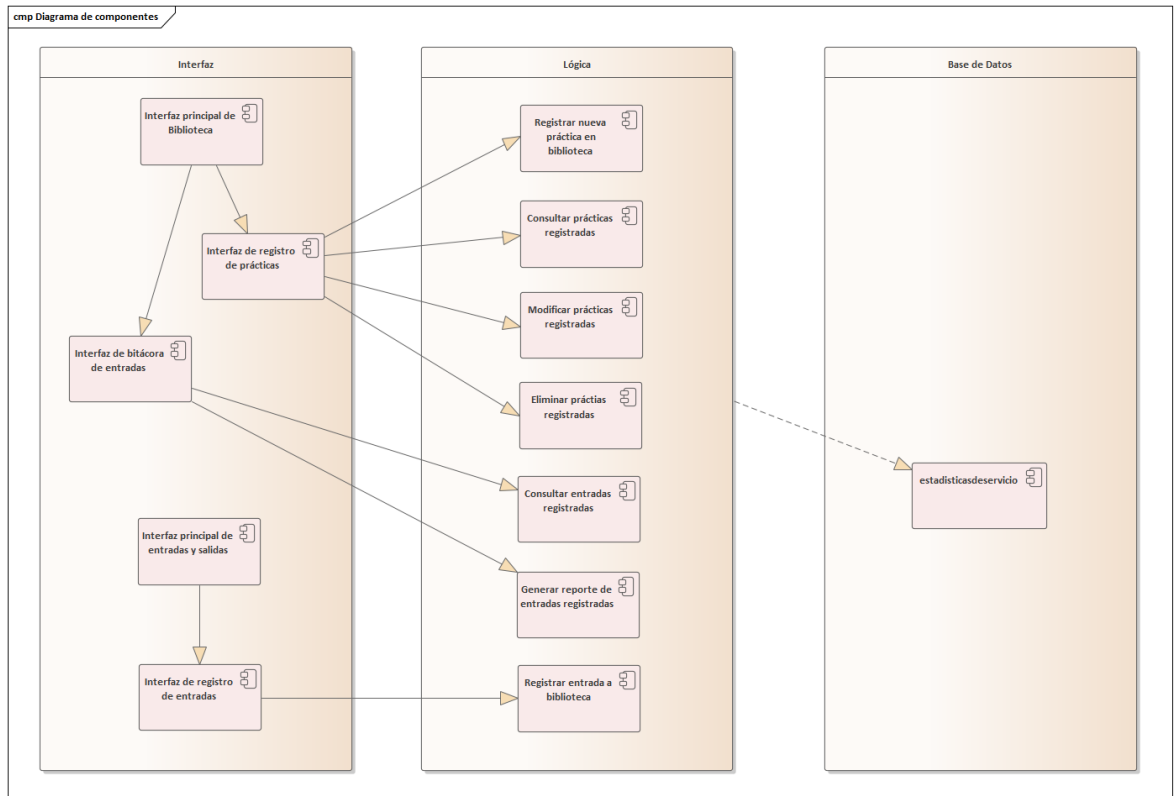 cmp Diagrama de componentes
Interfaz
Interfaz principal de
Biblioteca
Interfaz de registro
de prácticas
Interfaz de bitácora
de entradas
Interfaz principal de
entradas y salidas
Interfaz de registro
de entradas
Lógica
Registrar nueva
práctica en
biblioteca
Consultar prácticas
registradas
Modificar prácticas
registradas
Eliminar práctias
registradas
Consultar entradas
registradas
Generar reporte de
entradas registradas
Registrar entrada a
biblioteca
Base de Datos
estadisticasdeservicio